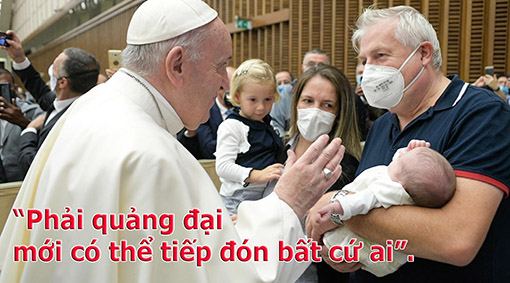 “Phải quảng đại
mới có thể tiếp đón bất cứ ai”.